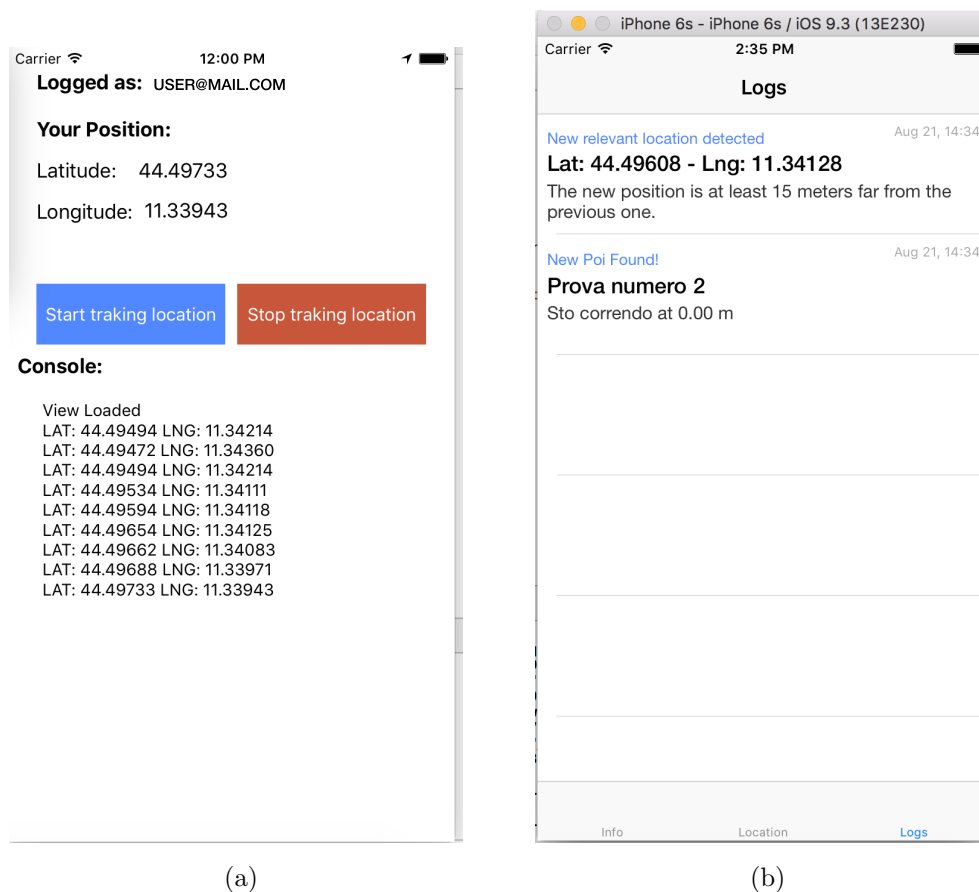 Carrier 12:00 PM
Logged as: USER@MAIL.COM
Your Position:
Latitude: 44.49733
Longitude: 11.33943
Start traking location Stop traking location
Console:
View Loaded
LAT: 44.49494 LNG: 11.34214
LAT: 44.49472 LNG: 11.34360
LAT: 44.49494 LNG: 11.34214
LAT: 44.49534 LNG: 11.34111
LAT: 44.49594 LNG: 11.34118
LAT: 44.49654 LNG: 11.34125
LAT: 44.49662 LNG: 11.34083
LAT: 44.49688 LNG: 11.33971
LAT: 44.49733 LNG: 11.33943
(a)
iPhone 6s - iPhone 6s / iOS 9.3 (13E230)
Carrier 2:35 PM
Logs
New relevant location detected Aug 21, 14:34
Lat: 44.49608 - Lng: 11.34128
The new position is at least 15 meters far from the
previous one.
New Poi Found! Aug 21, 14:34
Prova numero 2
Sto correndo at 0.00 m
Info Location Logs
(b)